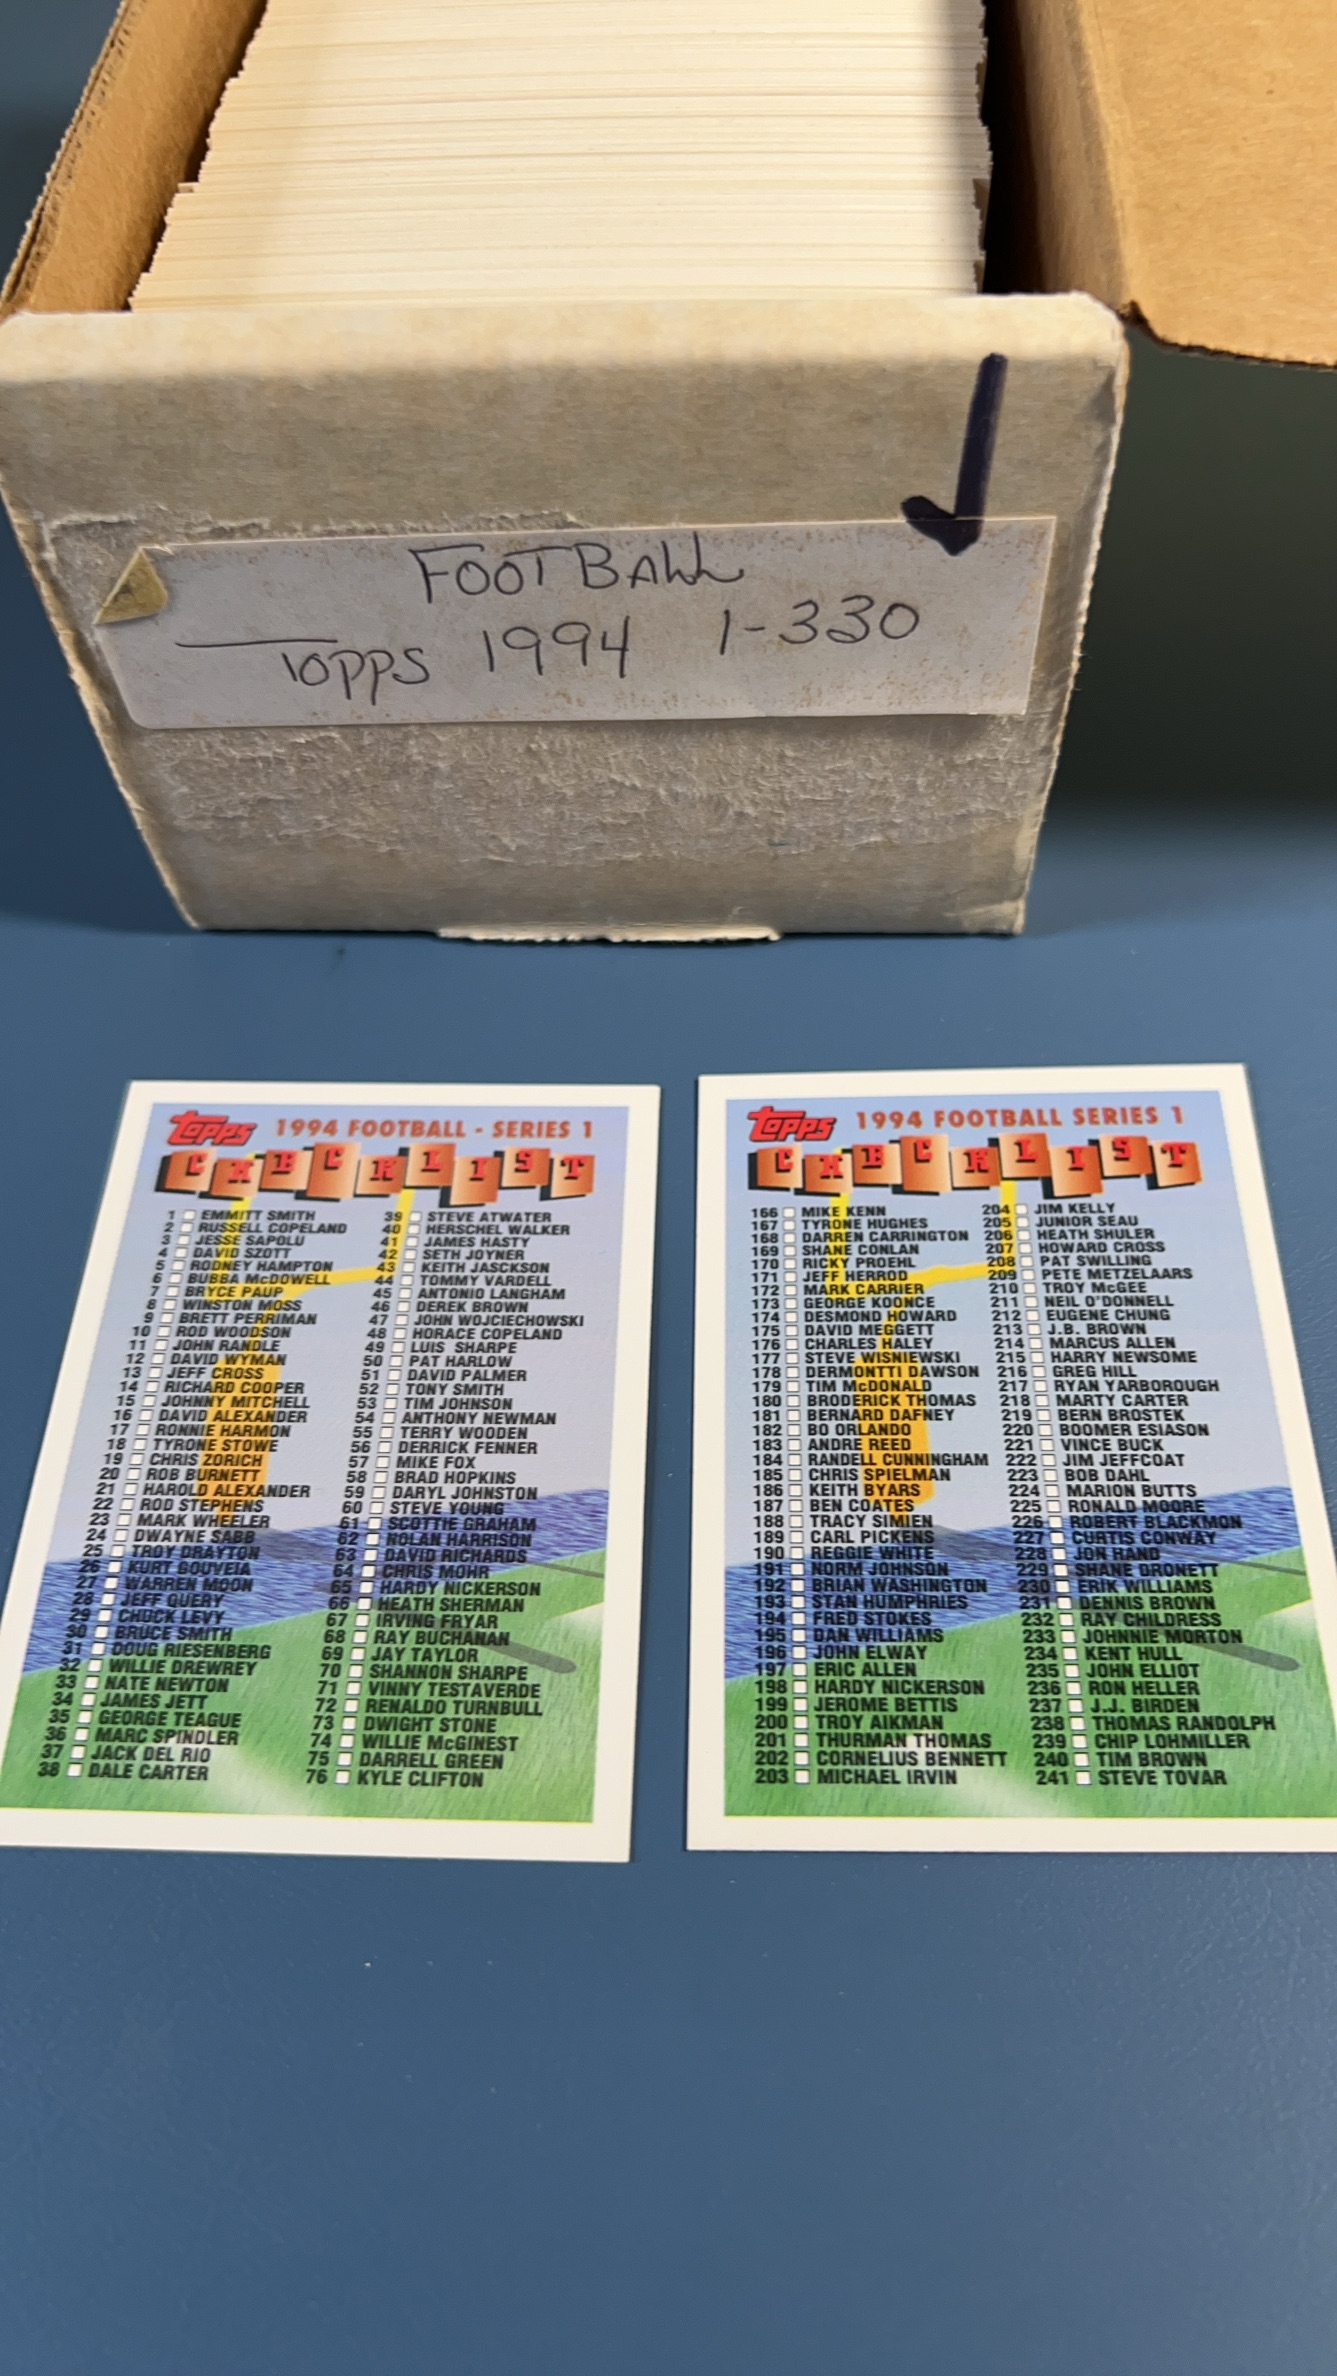 FOOTBALL
Topps 1994 1-330
Topps 1994 FOOTBALL - SERIES 1
CHECKLIST
1 EMMITT SMITH
2 RUSSELL COPELAND
3 JESSE SAPOLU
4 DAVID SZOTT
5 RODNEY HAMPTON
6 BUBBA McDOWELL
7 BRYCE PAUP
8 WINSTON MOSS
9 BRETT PERRIMAN
10 ROD WOODSON
11 JOHN RANDLE
12 DAVID WYMAN
13 JEFF CROSS
14 RICHARD COOPER
15 JOHNNY MITCHELL
16 DAVID ALEXANDER
17 RONNIE HARMON
18 TYRONE STOWE
19 CHRIS ZORICH
20 ROB BURNETT
21 HAROLD ALEXANDER
22 ROD STEPHENS
23 MARK WHEELER
24 DWAYNE SABB
25 TROY DRAYTON
26 KURT GOUVEIA
27 WARREN MOON
28 JEFF QUERY
29 CHUCK LEVY
30 BRUCE SMITH
31 DOUG RIESENBERG
32 WILLIE DREWREY
33 NATE NEWTON
34 JAMES JETT
35 GEORGE TEAGUE
36 MARC SPINDLER
37 JACK DEL RIO
38 DALE CARTER
39 STEVE ATWATER
40 HERSCHEL WALKER
41 JAMES HASTY
42 SETH JOYNER
43 KEITH JASCKSON
44 TOMMY VARDELL
45 ANTONIO LANGHAM
46 DEREK BROWN
47 JOHN WOJCIECHOWSKI
48 HORACE COPELAND
49 LUIS SHARPE
50 PAT HARLOW
51 DAVID PALMER
52 TONY SMITH
53 TIM JOHNSON
54 ANTHONY NEWMAN
55 TERRY WOODEN
56 DERRICK FENNER
57 MIKE FOX
58 BRAD HOPKINS
59 DARYL JOHNSTON
60 STEVE YOUNG
61 SCOTTIE GRAHAM
62 NOLAN HARRISON
63 DAVID RICHARDS
64 CHRIS MOHR
65 HARDY NICKERSON
66 HEATH SHERMAN
67 IRVING FRYAR
68 RAY BUCHANAN
69 JAY TAYLOR
70 SHANNON SHARPE
71 VINNY TESTAVERDE
72 RENALDO TURNBULL
73 DWIGHT STONE
74 WILLIE McGINEST
75 DARRELL GREEN
76 KYLE CLIFTON
Topps 1994 FOOTBALL SERIES 1
CHECKLIST
166 MIKE KENN
167 TYRONE HUGHES
168 DARREN CARRINGTON
169 SHANE CONLAN
170 RICKY PROEHL
171 JEFF HERROD
172 MARK CARRIER
173 GEORGE KOONCE
174 DESMOND HOWARD
175 DAVID MEGGETT
176 CHARLES HALEY
177 STEVE WISNIEWSKI
178 DERMONTTI DAWSON
179 TIM McDONALD
180 BRODERICK THOMAS
181 BERNARD DAFNEY
182 BO ORLANDO
183 ANDRE REED
184 RANDELL CUNNINGHAM
185 CHRIS SPIELMAN
186 KEITH BYARS
187 BEN COATES
188 TRACY SIMIEN
189 CARL PICKENS
190 REGGIE WHITE
191 NORM JOHNSON
192 BRIAN WASHINGTON
193 STAN HUMPHRIES
194 FRED STOKES
195 DAN WILLIAMS
196 JOHN ELWAY
197 ERIC ALLEN
198 HARDY NICKERSON
199 JEROME BETTIS
200 TROY AIKMAN
201 THURMAN THOMAS
202 CORNELIUS BENNETT
203 MICHAEL IRVIN
204 JIM KELLY
205 JUNIOR SEAU
206 HEATH SHULER
207 HOWARD CROSS
208 PAT SWILLING
209 PETE METZELAARS
210 TROY McGEE
211 NEIL O'DONNELL
212 EUGENE CHUNG
213 J.B. BROWN
214 MARCUS ALLEN
215 HARRY NEWSOME
216 GREG HILL
217 RYAN YARBOROUGH
218 MARTY CARTER
219 BERN BROSTEK
220 BOOMER ESIASON
221 VINCE BUCK
222 JIM JEFFCOAT
223 BOB DAHL
224 MARION BUTTS
225 RONALD MOORE
226 ROBERT BLACKMON
227 CURTIS CONWAY
228 JON HAND
229 SHANE DRONETT
230 ERIK WILLIAMS
231 DENNIS BROWN
232 RAY CHILDRESS
233 JOHNNIE MORTON
234 KENT HULL
235 JOHN ELLIOT
236 RON HELLER
237 J.J. BIRDEN
238 THOMAS RANDOLPH
239 CHIP LOHMILLER
240 TIM BROWN
241 STEVE TOVAR